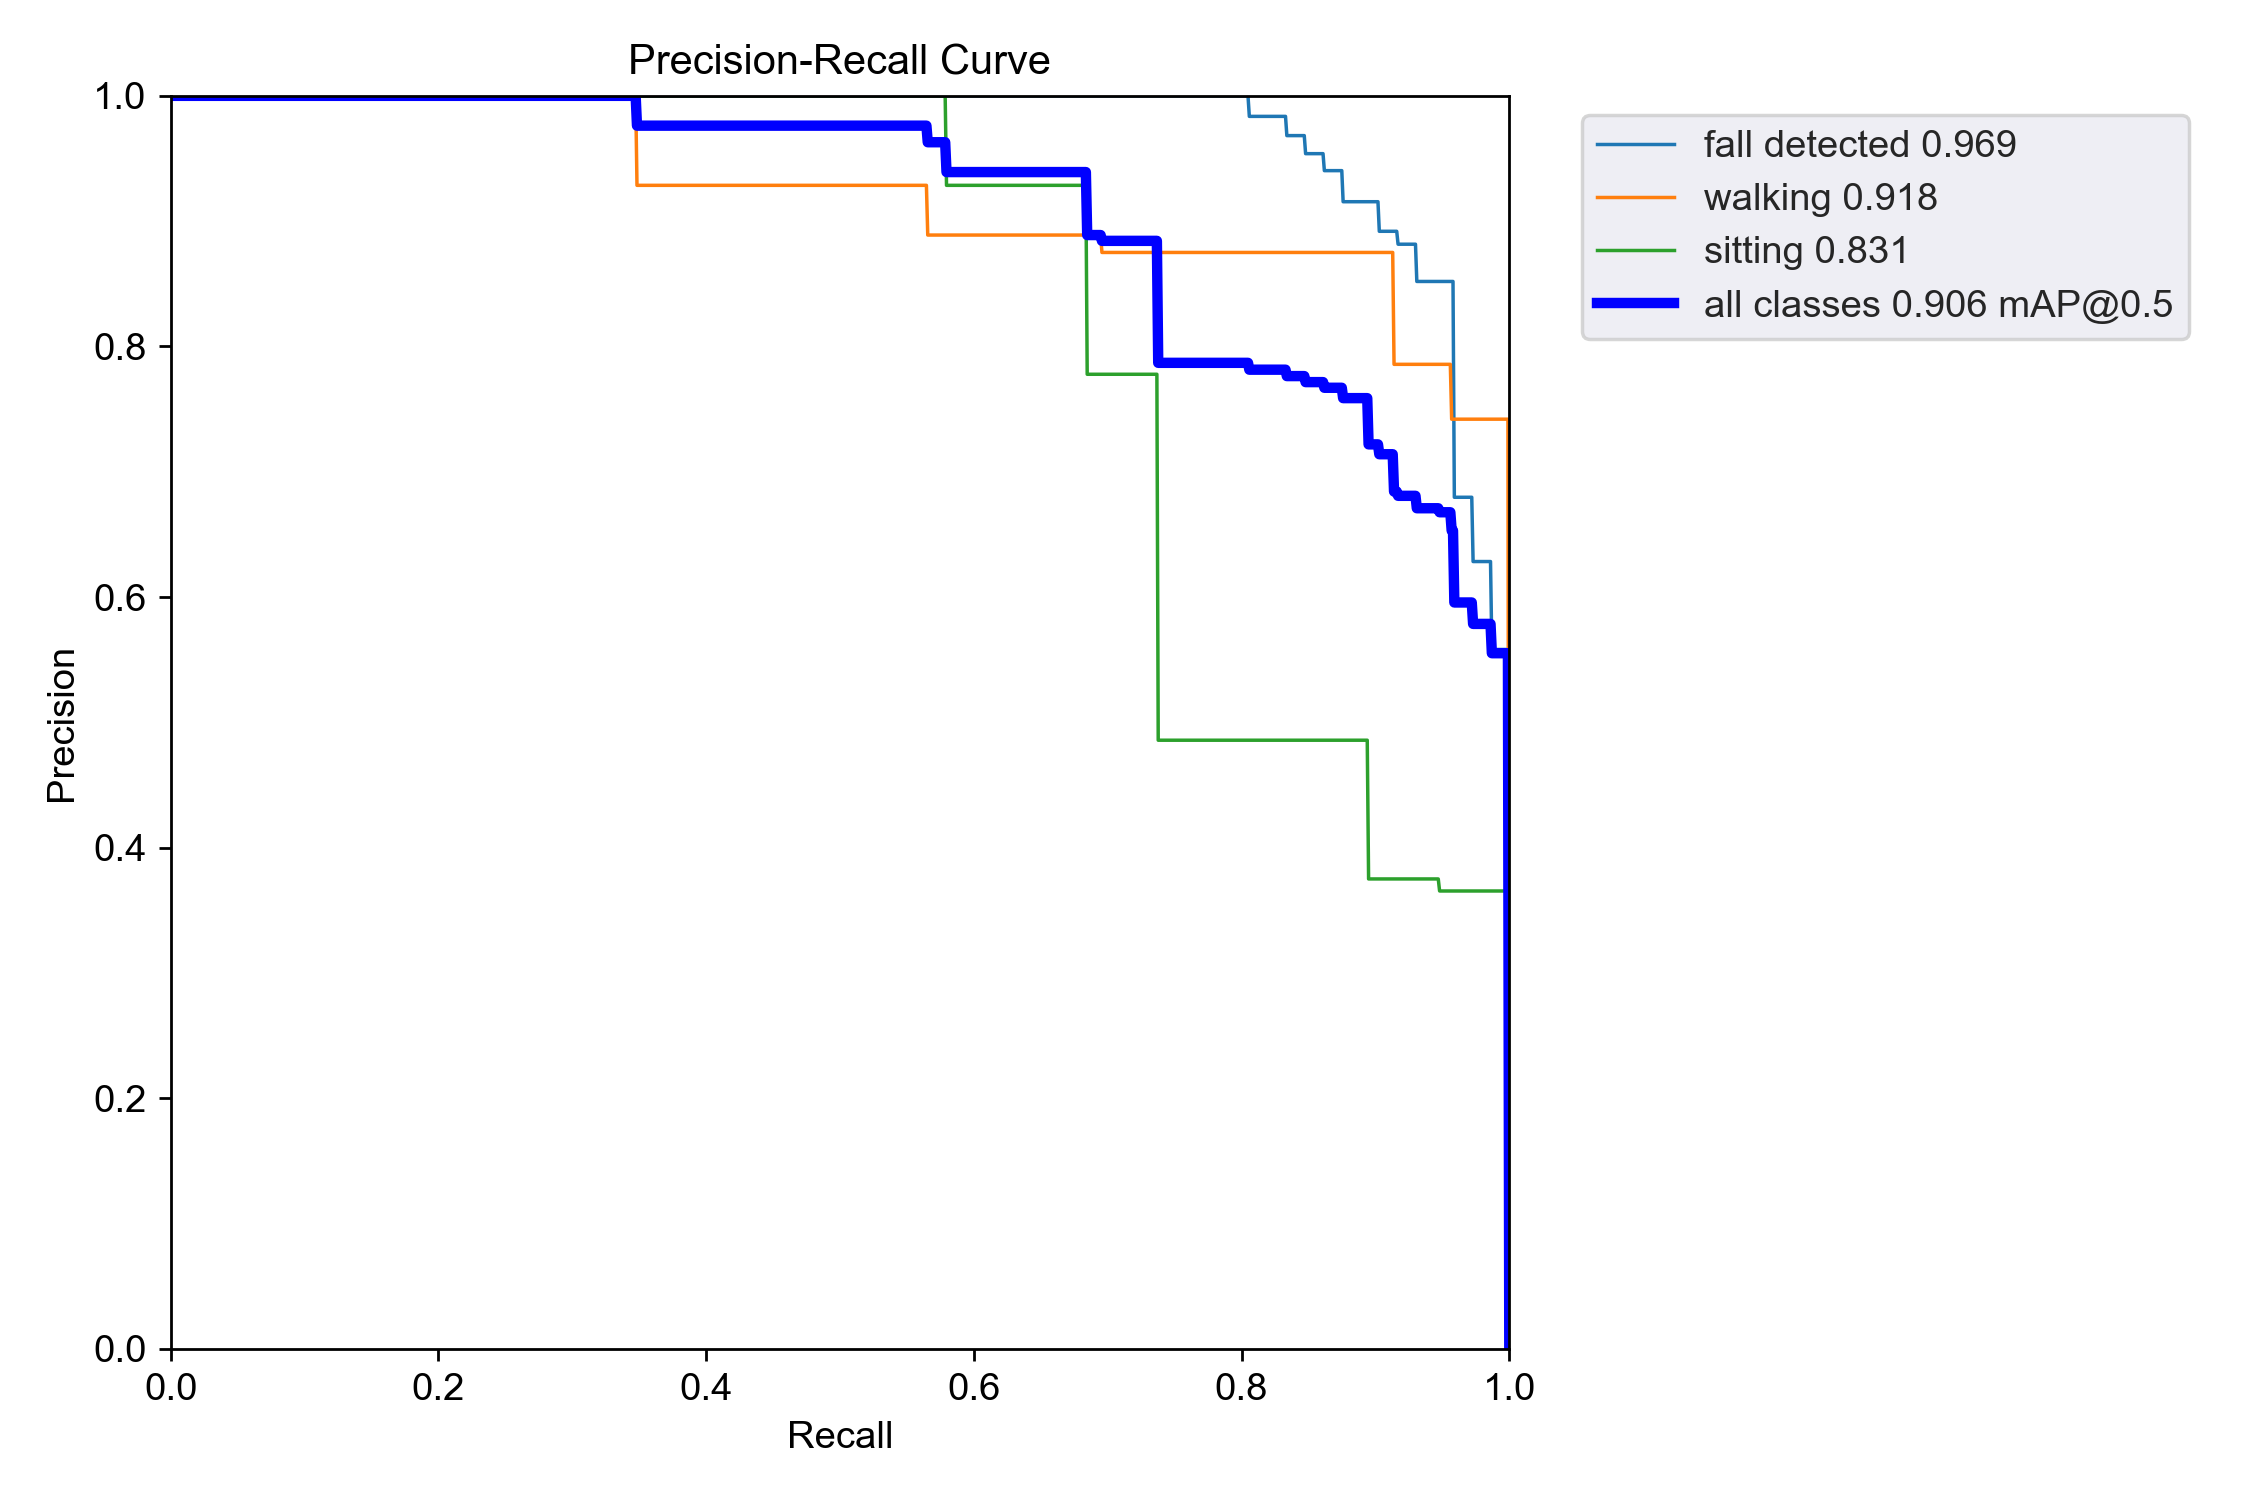 Precision-Recall Curve
1.0
0.8
0.6
0.4
0.2
0.0
Precision
0.0 0.2 0.4 0.6 0.8 1.0
Recall
fall detected 0.969
walking 0.918
sitting 0.831
all classes 0.906 mAP@0.5